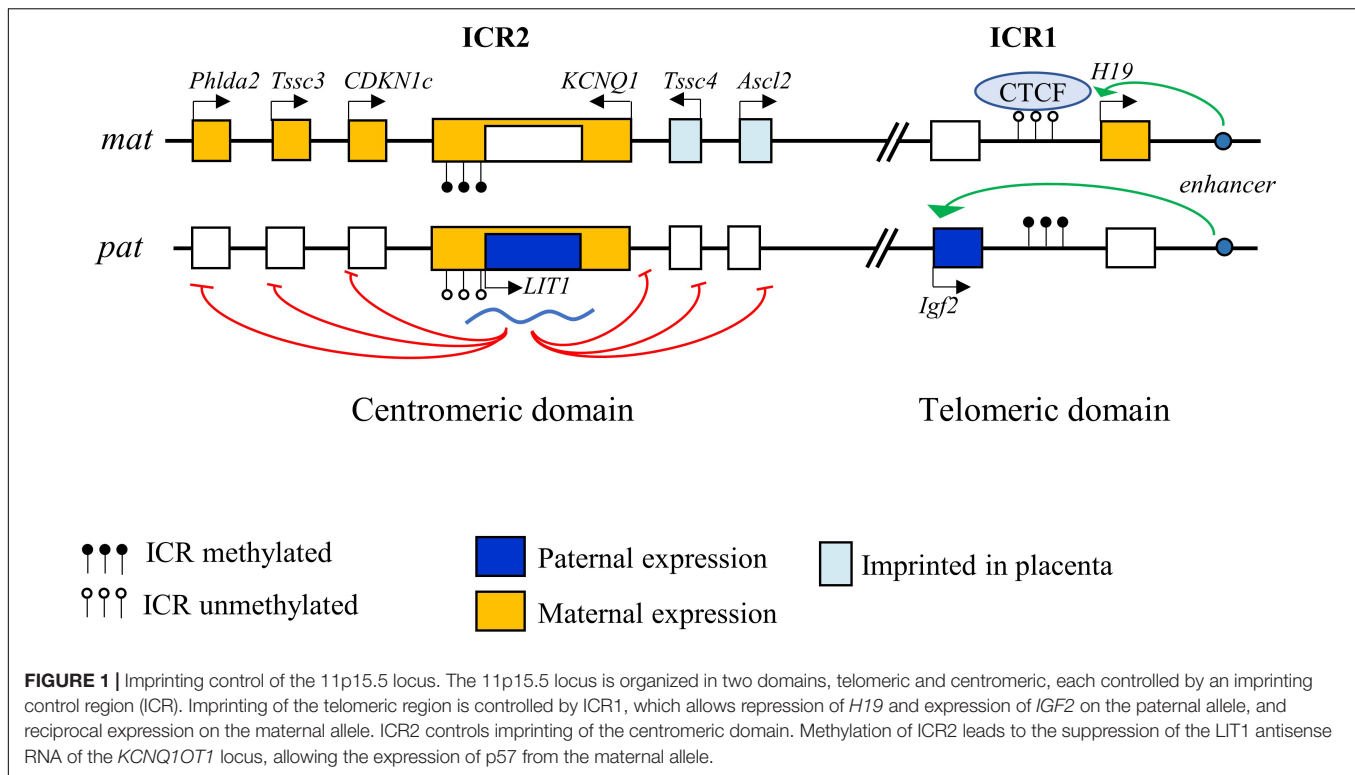 ICR2 ICR1
Phlda2 Tssc3 CDKN1c KCNQ1 Tssc4 Ascl2 H19
CTCF
mat
enhancer
pat
LIT1 Igf2
Centromeric domain Telomeric domain
ICR methylated Paternal expression Imprinted in placenta
ICR unmethylated Maternal expression
FIGURE 1 | Imprinting control of the 11p15.5 locus. The 11p15.5 locus is organized in two domains, telomeric and centromeric, each controlled by an imprinting
control region (ICR). Imprinting of the telomeric region is controlled by ICR1, which allows repression of H19 and expression of IGF2 on the paternal allele, and
reciprocal expression on the maternal allele. ICR2 controls imprinting of the centromeric domain. Methylation of ICR2 leads to the suppression of the LIT1 antisense
RNA of the KCNQ1OT1 locus, allowing the expression of p57 from the maternal allele.